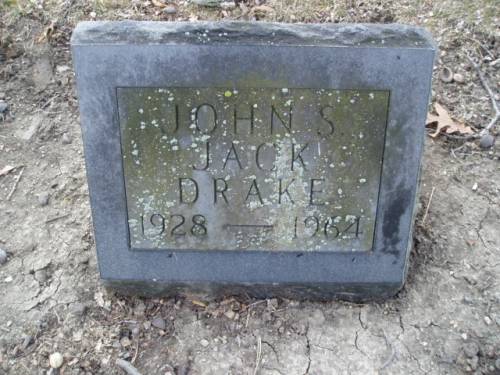 JOHN S.
JACK
DRAKE
1928 — 1964